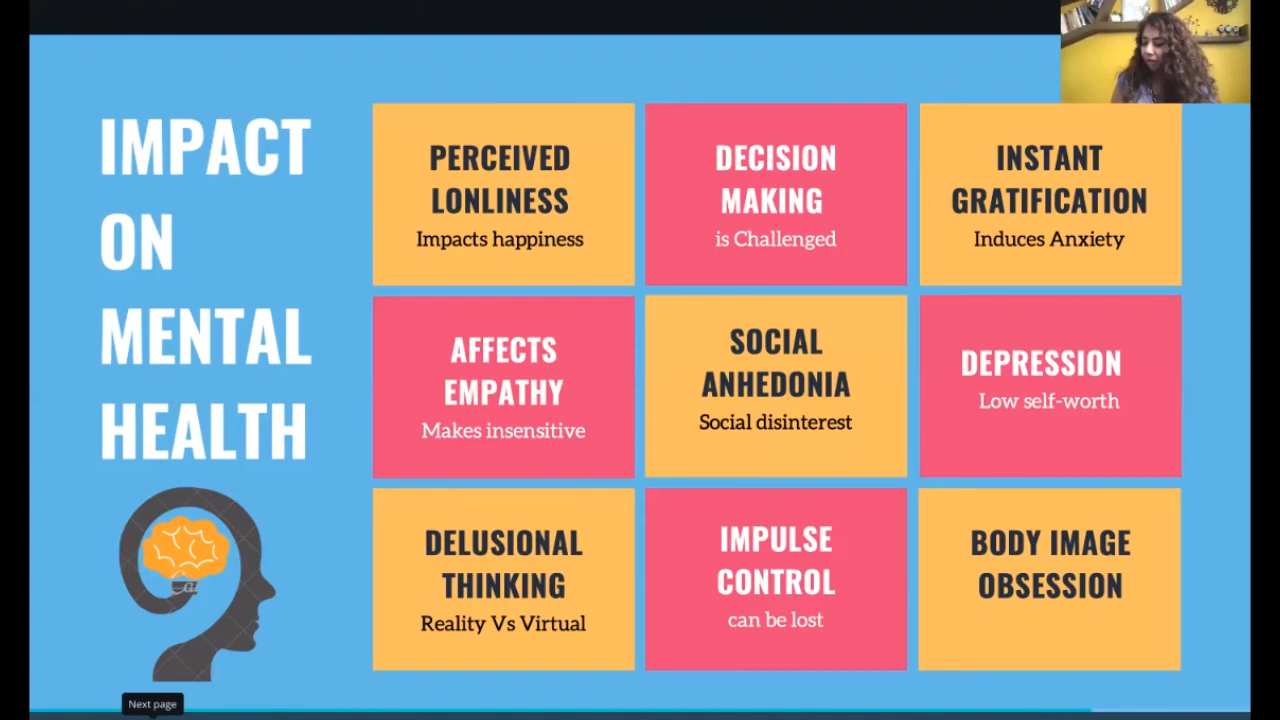 IMPACT
ON
MENTAL
HEALTH
PERCEIVED
LONLINESS
Impacts happiness
DECISION
MAKING
is Challenged
INSTANT
GRATIFICATION
Induces Anxiety
AFFECTS
EMPATHY
Makes insensitive
SOCIAL
ANHEDONIA
Social disinterest
DEPRESSION
Low self-worth
DELUSIONAL
THINKING
Reality Vs Virtual
IMPULSE
CONTROL
can be lost
BODY IMAGE
OBSESSION
Next page